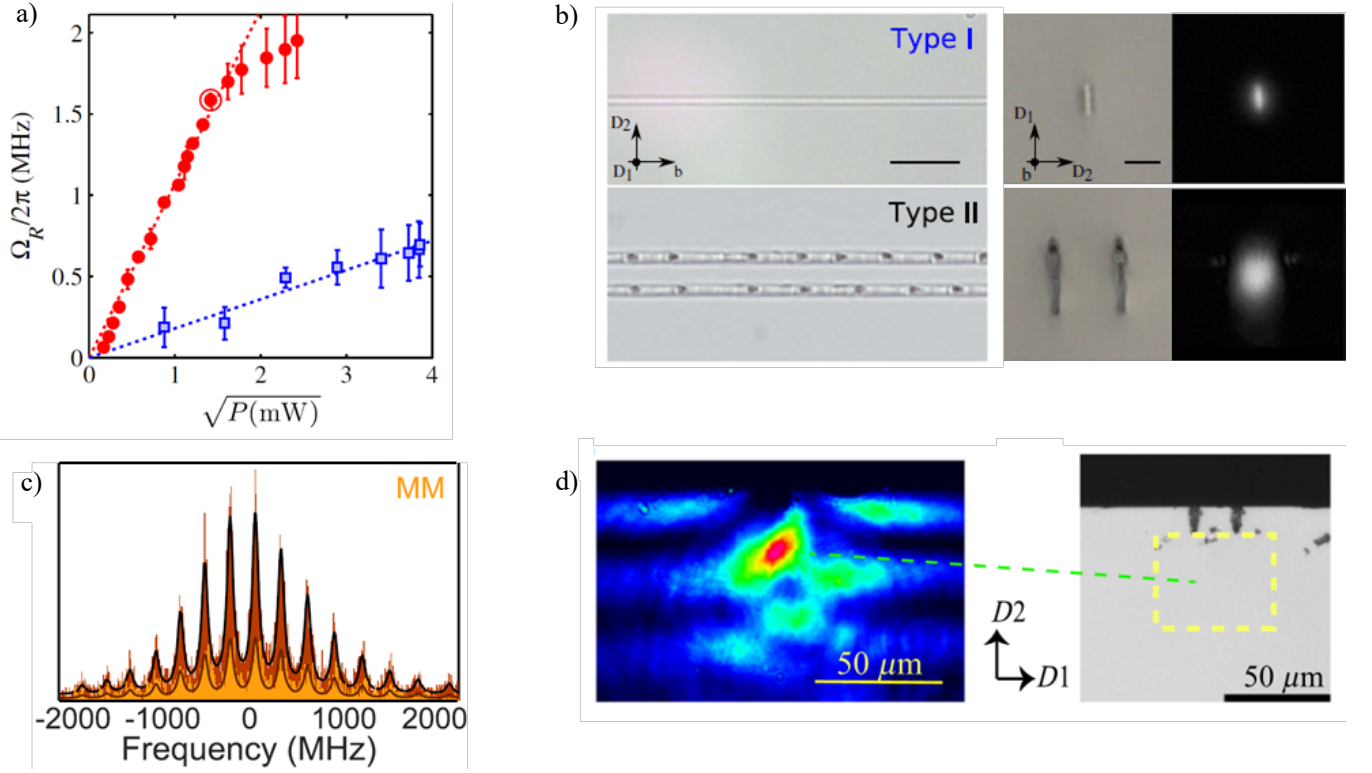 a)
2
1.5
1
0.5
0
0 1 2 3 4
Ω_R/2π (MHz)
√P(mW)
b)
Type I
D₂
D₁ b
D₁
b D₂
Type II
c)
MM
-2000 -1000 0 1000 2000
Frequency (MHz)
d)
50 μm
D2
D1
50 μm